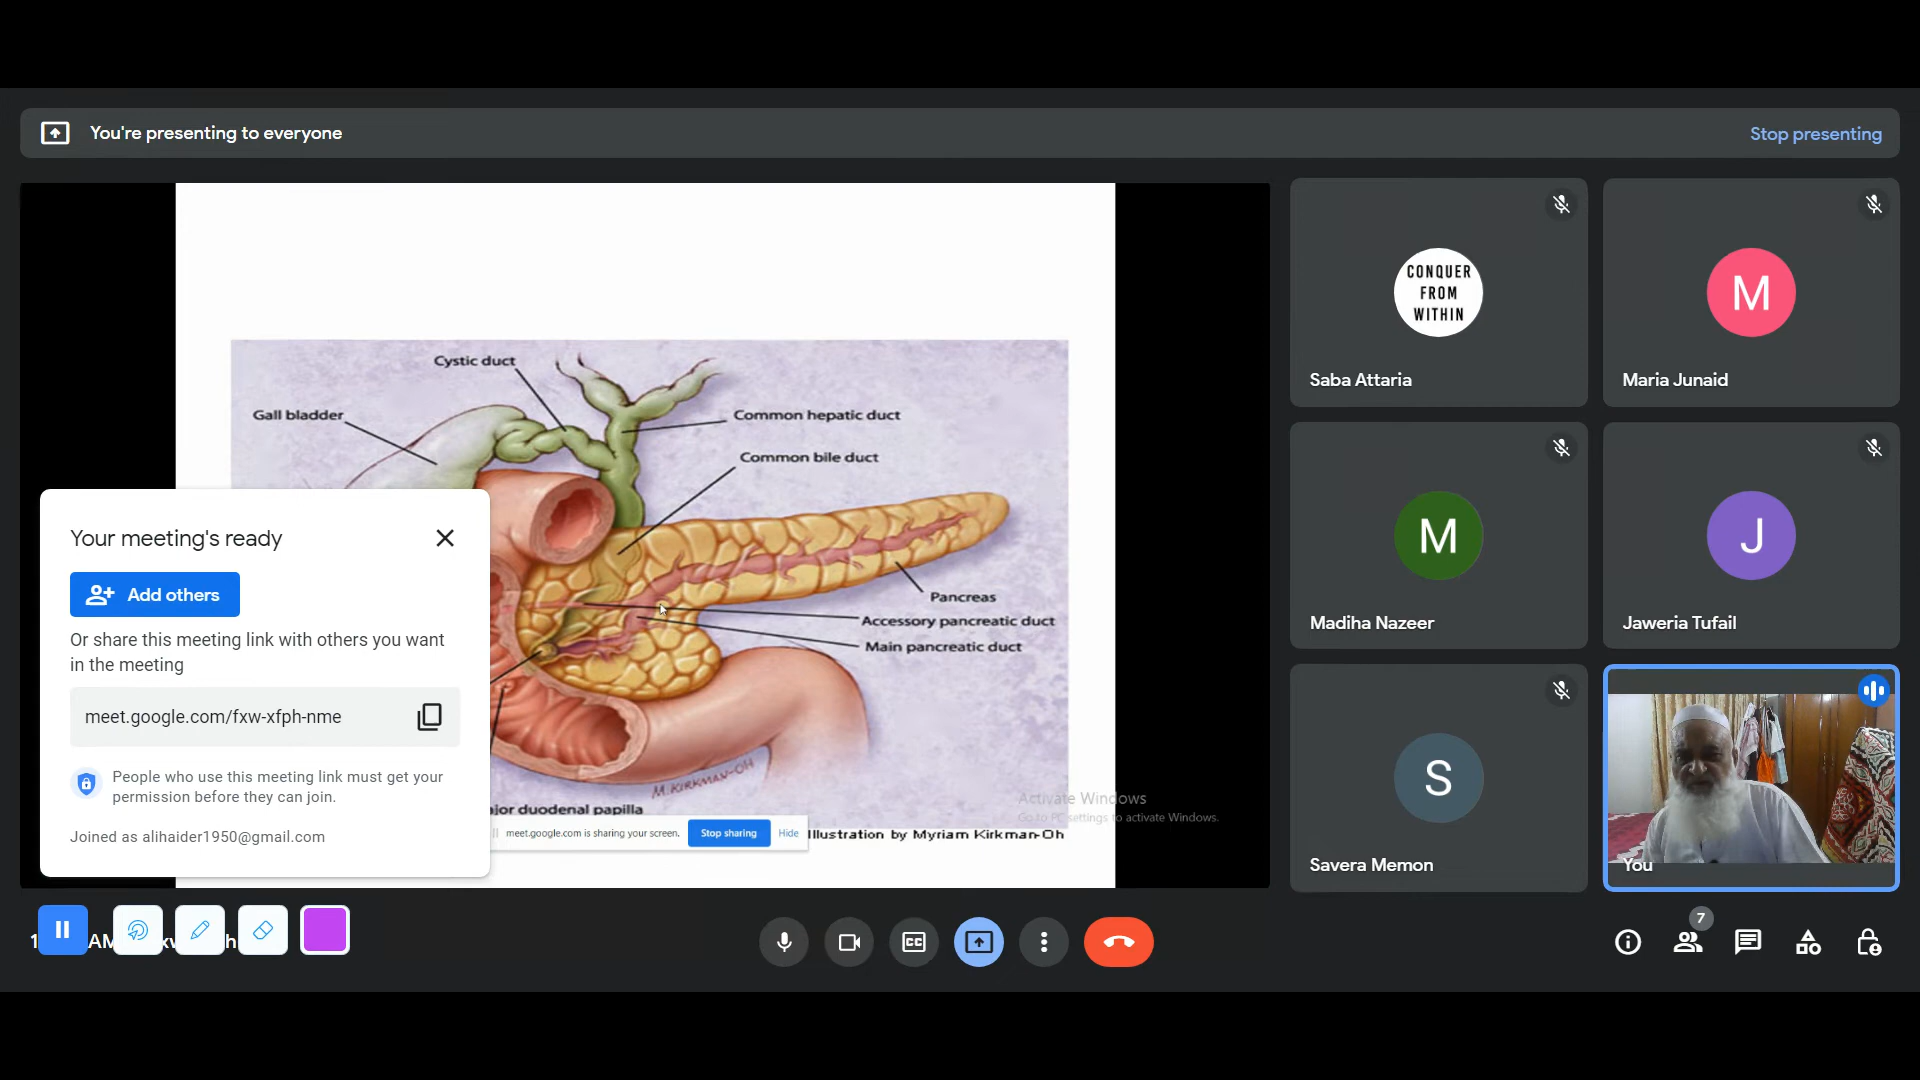 You're presenting to everyone
Stop presenting
Cystic duct
Gall bladder
Common hepatic duct
Common bile duct
Pancreas
Accessory pancreatic duct
Main pancreatic duct
M. KIRKMAN-OH
jor duodenal papilla
Illustration by Myriam Kirkman-Oh
Activate Windows
Go to PC settings to activate Windows.
meet.google.com is sharing your screen.
Stop sharing
Hide
Your meeting's ready
Add others
Or share this meeting link with others you want
in the meeting
meet.google.com/fxw-xfph-nme
People who use this meeting link must get your
permission before they can join.
Joined as alihaider1950@gmail.com
CONQUER
FROM
WITHIN
Saba Attaria
M
Maria Junaid
M
Madiha Nazeer
J
Jaweria Tufail
S
Savera Memon
You
AM
CC
7